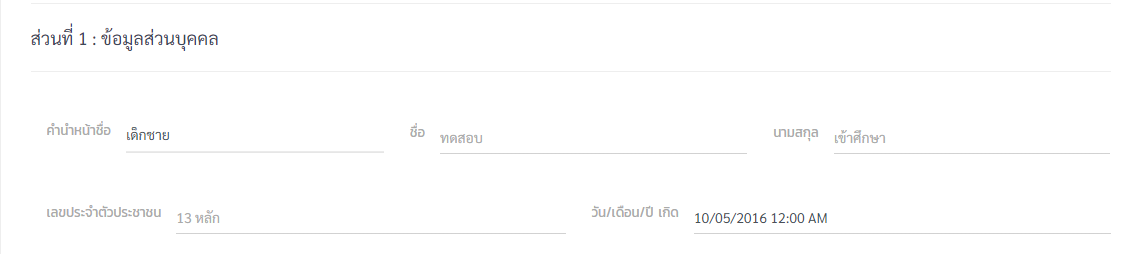 ส่วนที่ 1 : ข้อมูลส่วนบุคคล
คำนำหน้าชื่อ เด็กชาย ชื่อ ทดสอบ นามสกุล เข้าศึกษา
เลขประจำตัวประชาชน 13 หลัก วัน/เดือน/ปี เกิด 10/05/2016 12:00 AM